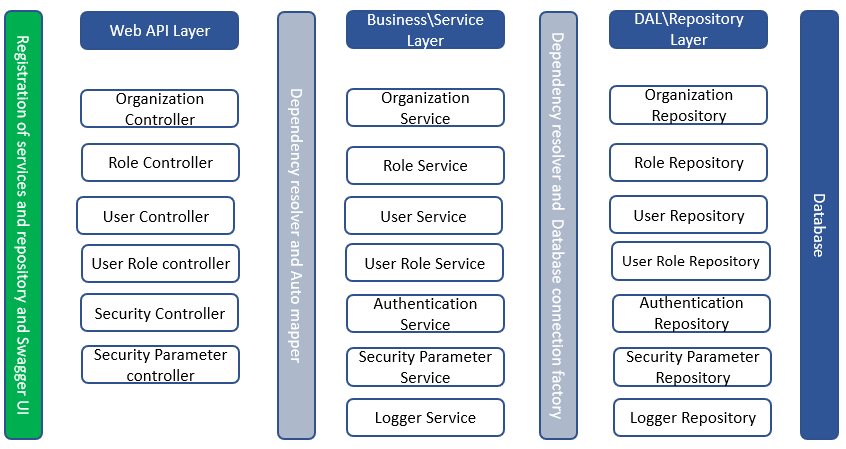 Registration of services and repository and Swagger UI
Web API Layer
Organization
Controller
Role Controller
User Controller
User Role controller
Security Controller
Security Parameter
controller
Dependency resolver and Auto mapper
Business\Service
Layer
Organization
Service
Role Service
User Service
User Role Service
Authentication
Service
Security Parameter
Service
Logger Service
Dependency resolver and Database connection factory
DAL\Repository
Layer
Organization
Repository
Role Repository
User Repository
User Role Repository
Authentication
Repository
Security Parameter
Repository
Logger Repository
Database